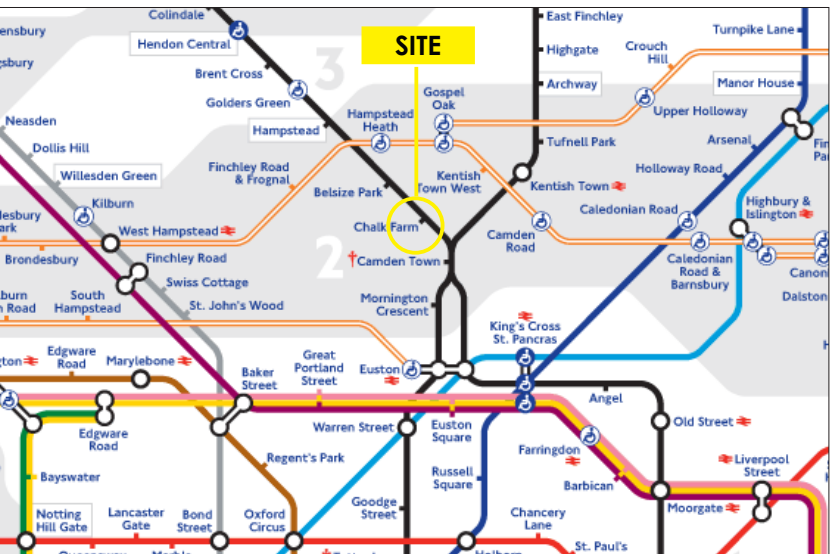 Colindale
East Finchley
ensbury
Hendon Central
SITE
Turnpike Lane
Highgate
Crouch
Hill
gsbury
Brent Cross
3
Archway
Manor House
Golders Green
Gospel
Oak
Upper Holloway
Neasden
Hampstead
Hampstead
Heath
Dollis Hill
Tufnell Park
Arsenal
Finchley Road
& Frognal
Kentish
Town West
Holloway Road
Willesden Green
Belsize Park
Kentish Town
Kilburn
Caledonian Road
Highbury &
Islington
Chalk Farm
West Hampstead
Camden
Road
Brondesbury
Finchley Road
2
†Camden Town
Caledonian
Road &
Barnsbury
Canon
Dalston
Swiss Cottage
South
Hampstead
St. John's Wood
Mornington
Crescent
King's Cross
St. Pancras
Edgware
Road
Marylebone
Great
Portland
Street
Euston
Baker
Street
Angel
Old Street
Edgware
Road
Warren Street
Euston
Square
Farringdon
Liverpool
Street
Regent's Park
Bayswater
Russell
Square
Barbican
Moorgate
Notting
Hill Gate
Lancaster
Gate
Bond
Street
Oxford
Circus
Goodge
Street
Chancery
Lane
St. Paul's